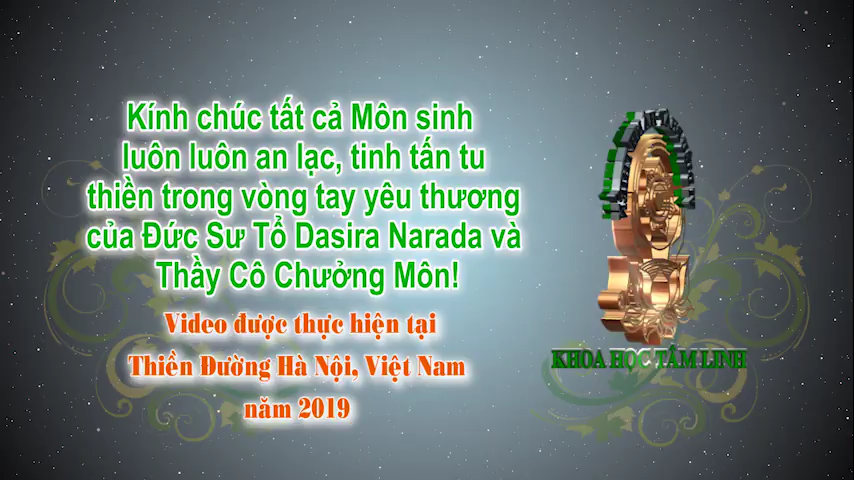 Kính chúc tất cả Môn sinh
luôn luôn an lạc, tinh tấn tu
thiền trong vòng tay yêu thương
của Đức Sư Tổ Dasira Narada và
Thầy Cô Chưởng Môn!
Video được thực hiện tại
Thiền Đường Hà Nội, Việt Nam
năm 2019
KHOA HỌC TÂM LINH